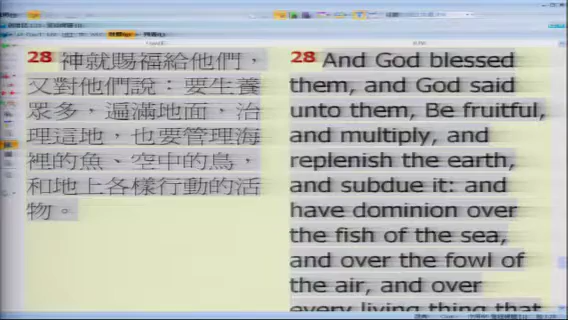 28 神就賜福給他們，
又對他們說：要生養
眾多，遍滿地面，治
理這地，也要管理海
裡的魚、空中的鳥，
和地上各樣行動的活
物。
28 And God blessed
them, and God said
unto them, Be fruitful,
and multiply, and
replenish the earth,
and subdue it: and
have dominion over
the fish of the sea,
and over the fowl of
the air, and over
every living thing that